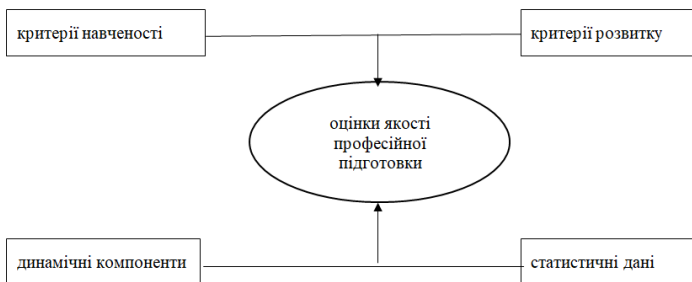 критерії навченості
критерії розвитку
оцінки якості
професійної
підготовки
динамічні компоненти
статистичні дані